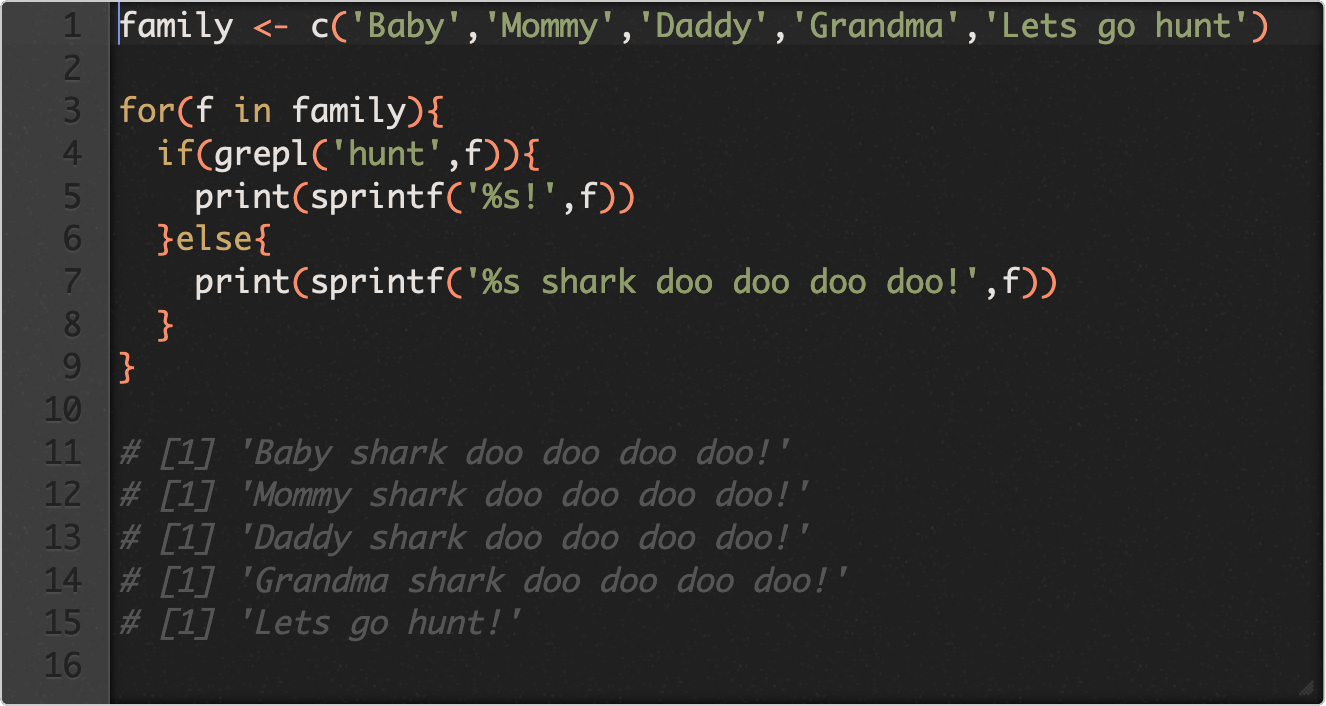 1 family <- c('Baby','Mommy','Daddy','Grandma','Lets go hunt')
2
3 for(f in family){
4   if(grepl('hunt',f)){
5     print(sprintf('%s!',f))
6   }else{
7     print(sprintf('%s shark doo doo doo doo!',f))
8   }
9 }
10
11 # [1] 'Baby shark doo doo doo doo!'
12 # [1] 'Mommy shark doo doo doo doo!'
13 # [1] 'Daddy shark doo doo doo doo!'
14 # [1] 'Grandma shark doo doo doo doo!'
15 # [1] 'Lets go hunt!'
16